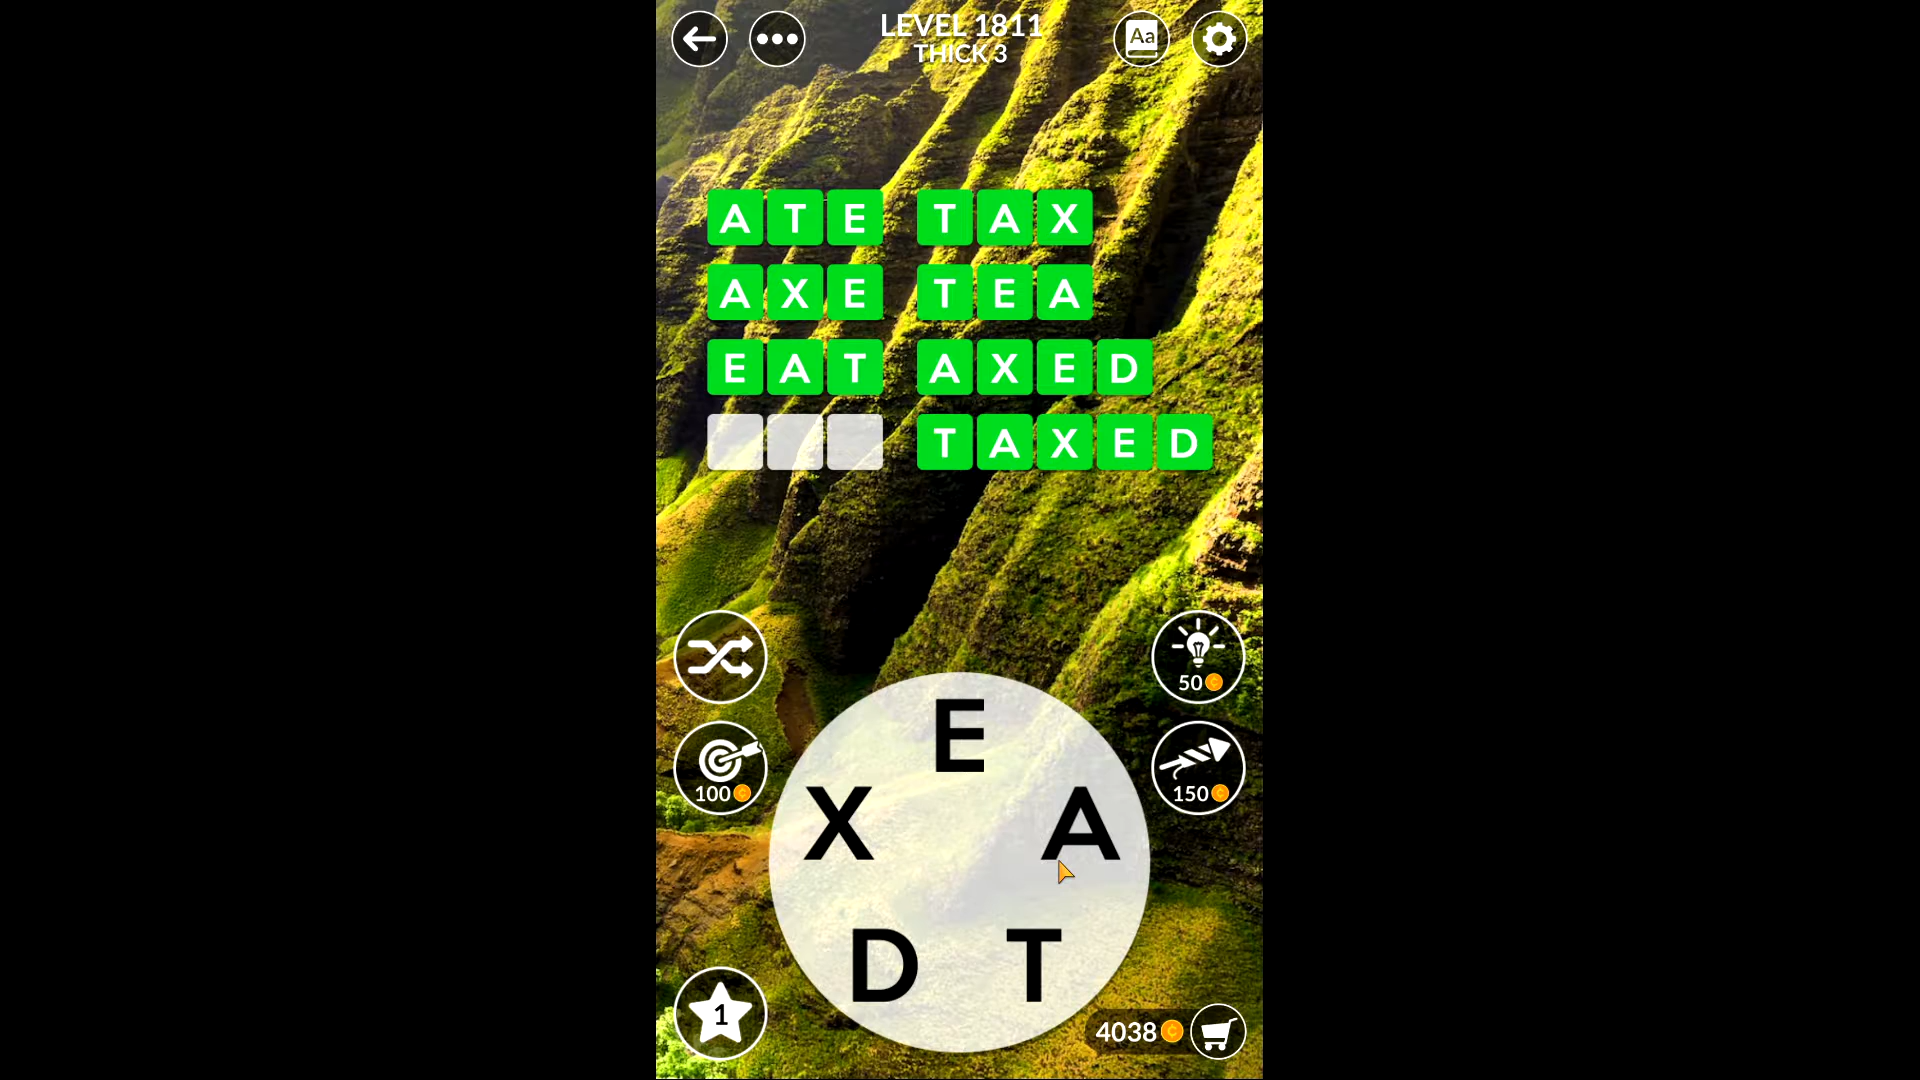 LEVEL 1811
THICK 3
Aa
ATE TAX
AXE TEA
EAT AXED
TAXED
50
100
150
E
X A
D T
1
4038